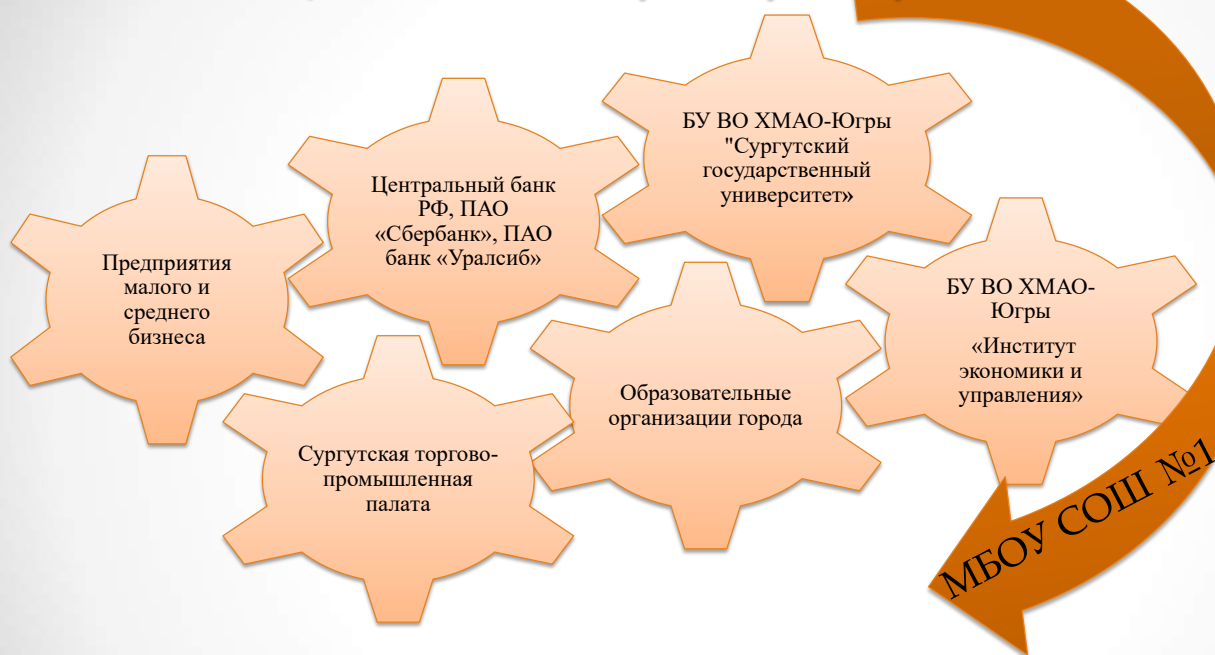 БУ ВО ХМАО-Югры
"Сургутский
государственный
университет»
Центральный банк
РФ, ПАО
«Сбербанк», ПАО
банк «Уралсиб»
Предприятия
малого и
среднего
бизнеса
БУ ВО ХМАО-
Югры
«Институт
экономики и
управления»
Образовательные
организации города
Сургутская торгово-
промышленная
палата
МБОУ СОШ №1